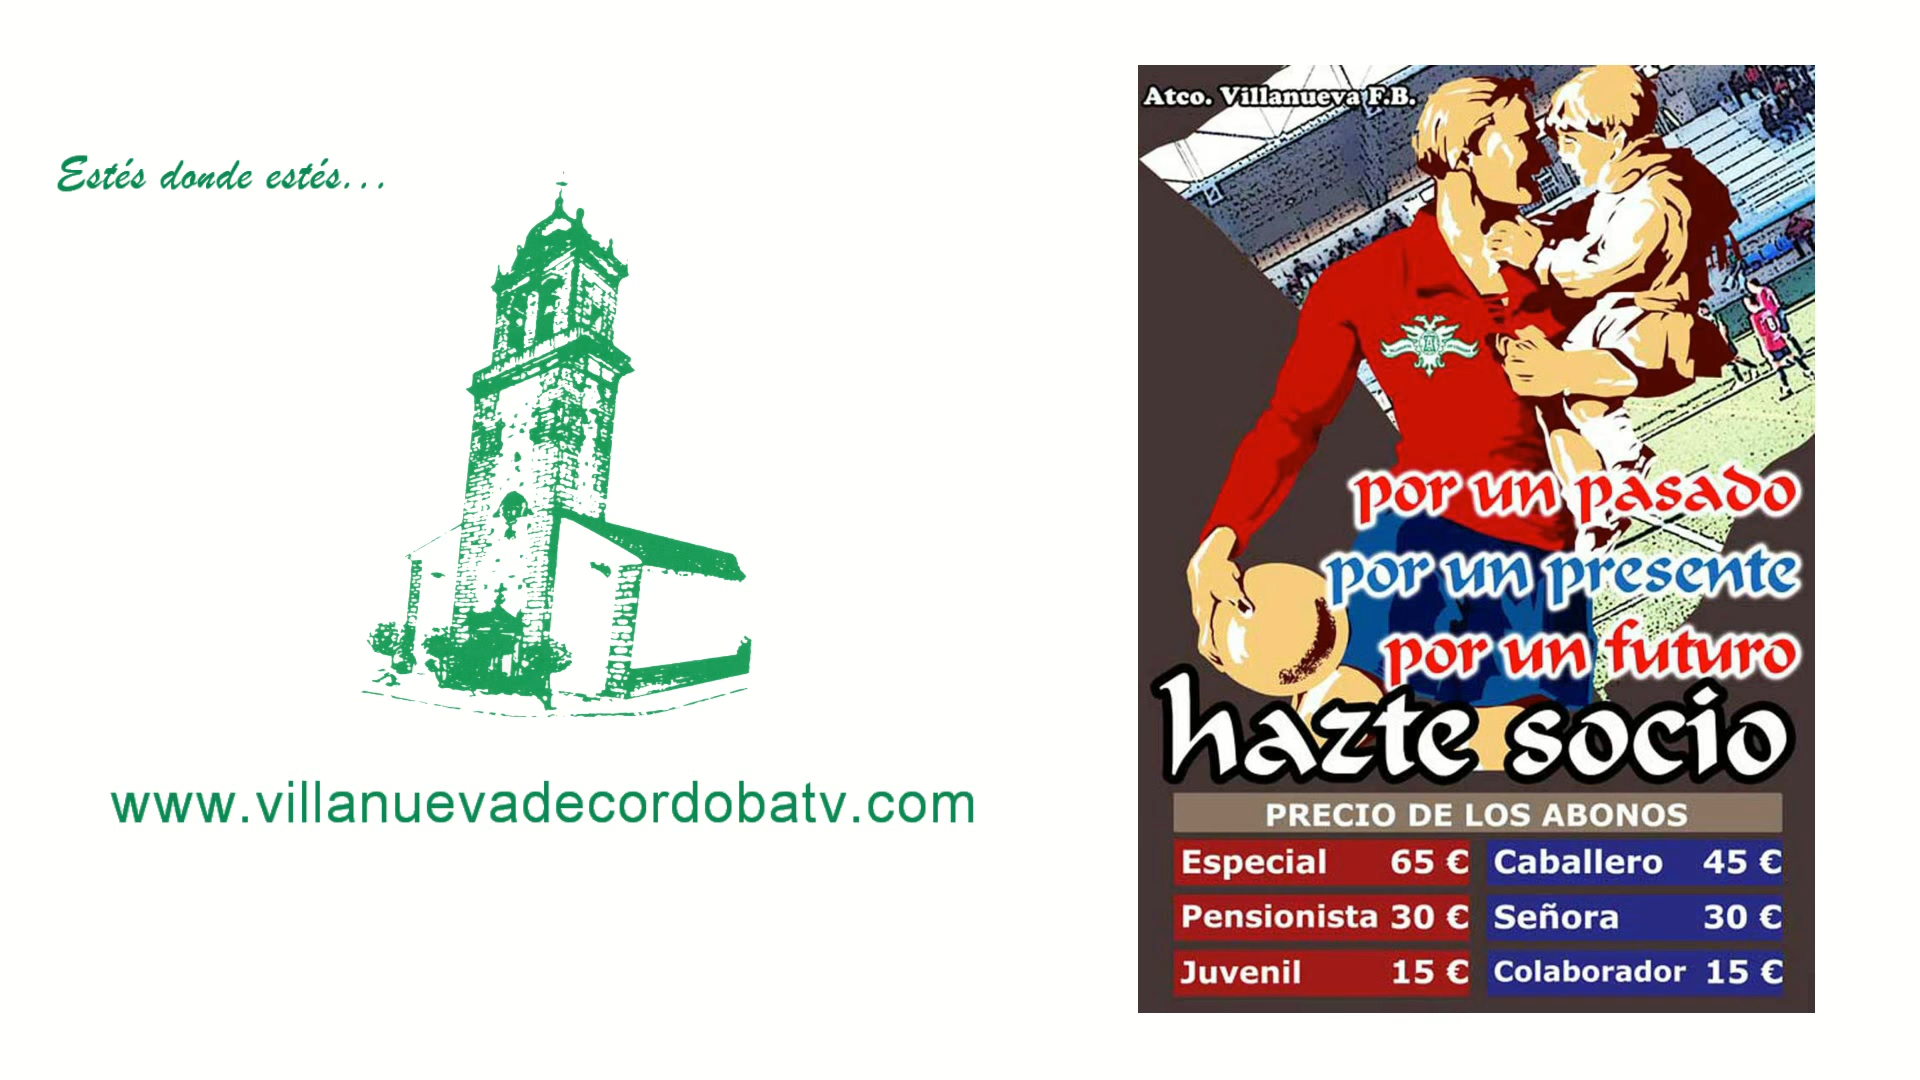 Estés donde estés...
www.villanuevadecordobatv.com
Atco. Villanueva F.B.
por un pasado
por un presente
por un futuro
hazte socio
PRECIO DE LOS ABONOS
Especial 65 € Caballero 45 €
Pensionista 30 € Señora 30 €
Juvenil 15 € Colaborador 15 €